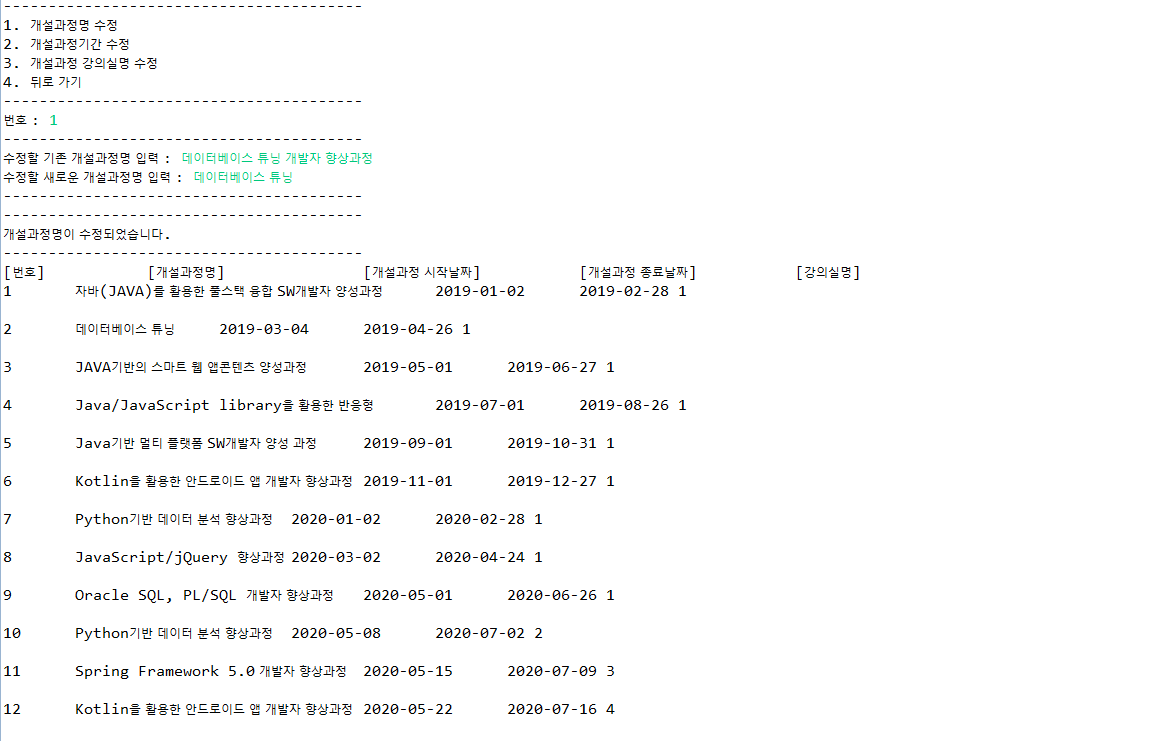 ----------------------------------------
1. 개설과정명 수정
2. 개설과정기간 수정
3. 개설과정 강의실명 수정
4. 뒤로 가기
----------------------------------------
번호 : 1
----------------------------------------
수정할 기존 개설과정명 입력 : 데이터베이스 튜닝 개발자 향상과정
수정할 새로운 개설과정명 입력 : 데이터베이스 튜닝
----------------------------------------
----------------------------------------
개설과정명이 수정되었습니다.
----------------------------------------
[번호] [개설과정명] [개설과정 시작날짜] [개설과정 종료날짜] [강의실명]
1 자바(JAVA)를 활용한 풀스택 융합 SW개발자 양성과정 2019-01-02 2019-02-28 1
2 데이터베이스 튜닝 2019-03-04 2019-04-26 1
3 JAVA기반의 스마트 웹 앱콘텐츠 양성과정 2019-05-01 2019-06-27 1
4 Java/JavaScript library을 활용한 반응형 2019-07-01 2019-08-26 1
5 Java기반 멀티 플랫폼 SW개발자 양성 과정 2019-09-01 2019-10-31 1
6 Kotlin을 활용한 안드로이드 앱 개발자 향상과정 2019-11-01 2019-12-27 1
7 Python기반 데이터 분석 향상과정 2020-01-02 2020-02-28 1
8 JavaScript/jQuery 향상과정 2020-03-02 2020-04-24 1
9 Oracle SQL, PL/SQL 개발자 향상과정 2020-05-01 2020-06-26 1
10 Python기반 데이터 분석 향상과정 2020-05-08 2020-07-02 2
11 Spring Framework 5.0 개발자 향상과정 2020-05-15 2020-07-09 3
12 Kotlin을 활용한 안드로이드 앱 개발자 향상과정 2020-05-22 2020-07-16 4